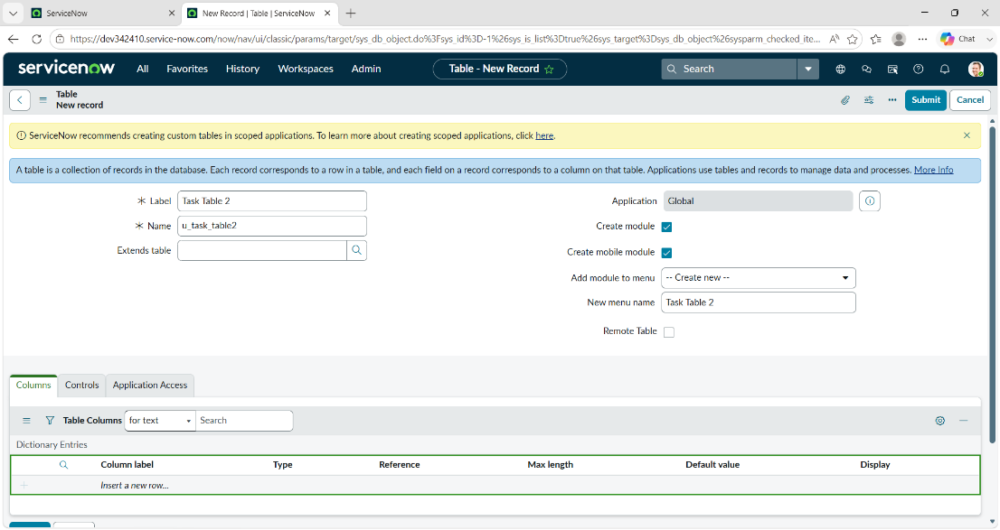 ServiceNow
New Record | Table | ServiceNow
https://dev342410.service-now.com/now/nav/ui/classic/params/target/sys_db_object.do%3Fsys_id%3D-1%26sys_is_list%3Dtrue%26sys_target%3Dsys_db_object%26sysparm_checked_ite...
Chat
servicenow All Favorites History Workspaces Admin
Table - New Record
Search
Table
New record
Submit Cancel
ServiceNow recommends creating custom tables in scoped applications. To learn more about creating scoped applications, click here.
A table is a collection of records in the database. Each record corresponds to a row in a table, and each field on a record corresponds to a column on that table. Applications use tables and records to manage data and processes. More Info
Label Task Table 2
Name u_task_table2
Extends table
Application Global
Create module
Create mobile module
Add module to menu -- Create new --
New menu name Task Table 2
Remote Table
Columns Controls Application Access
Table Columns for text Search
Dictionary Entries
Column label Type Reference Max length Default value Display
Insert a new row...